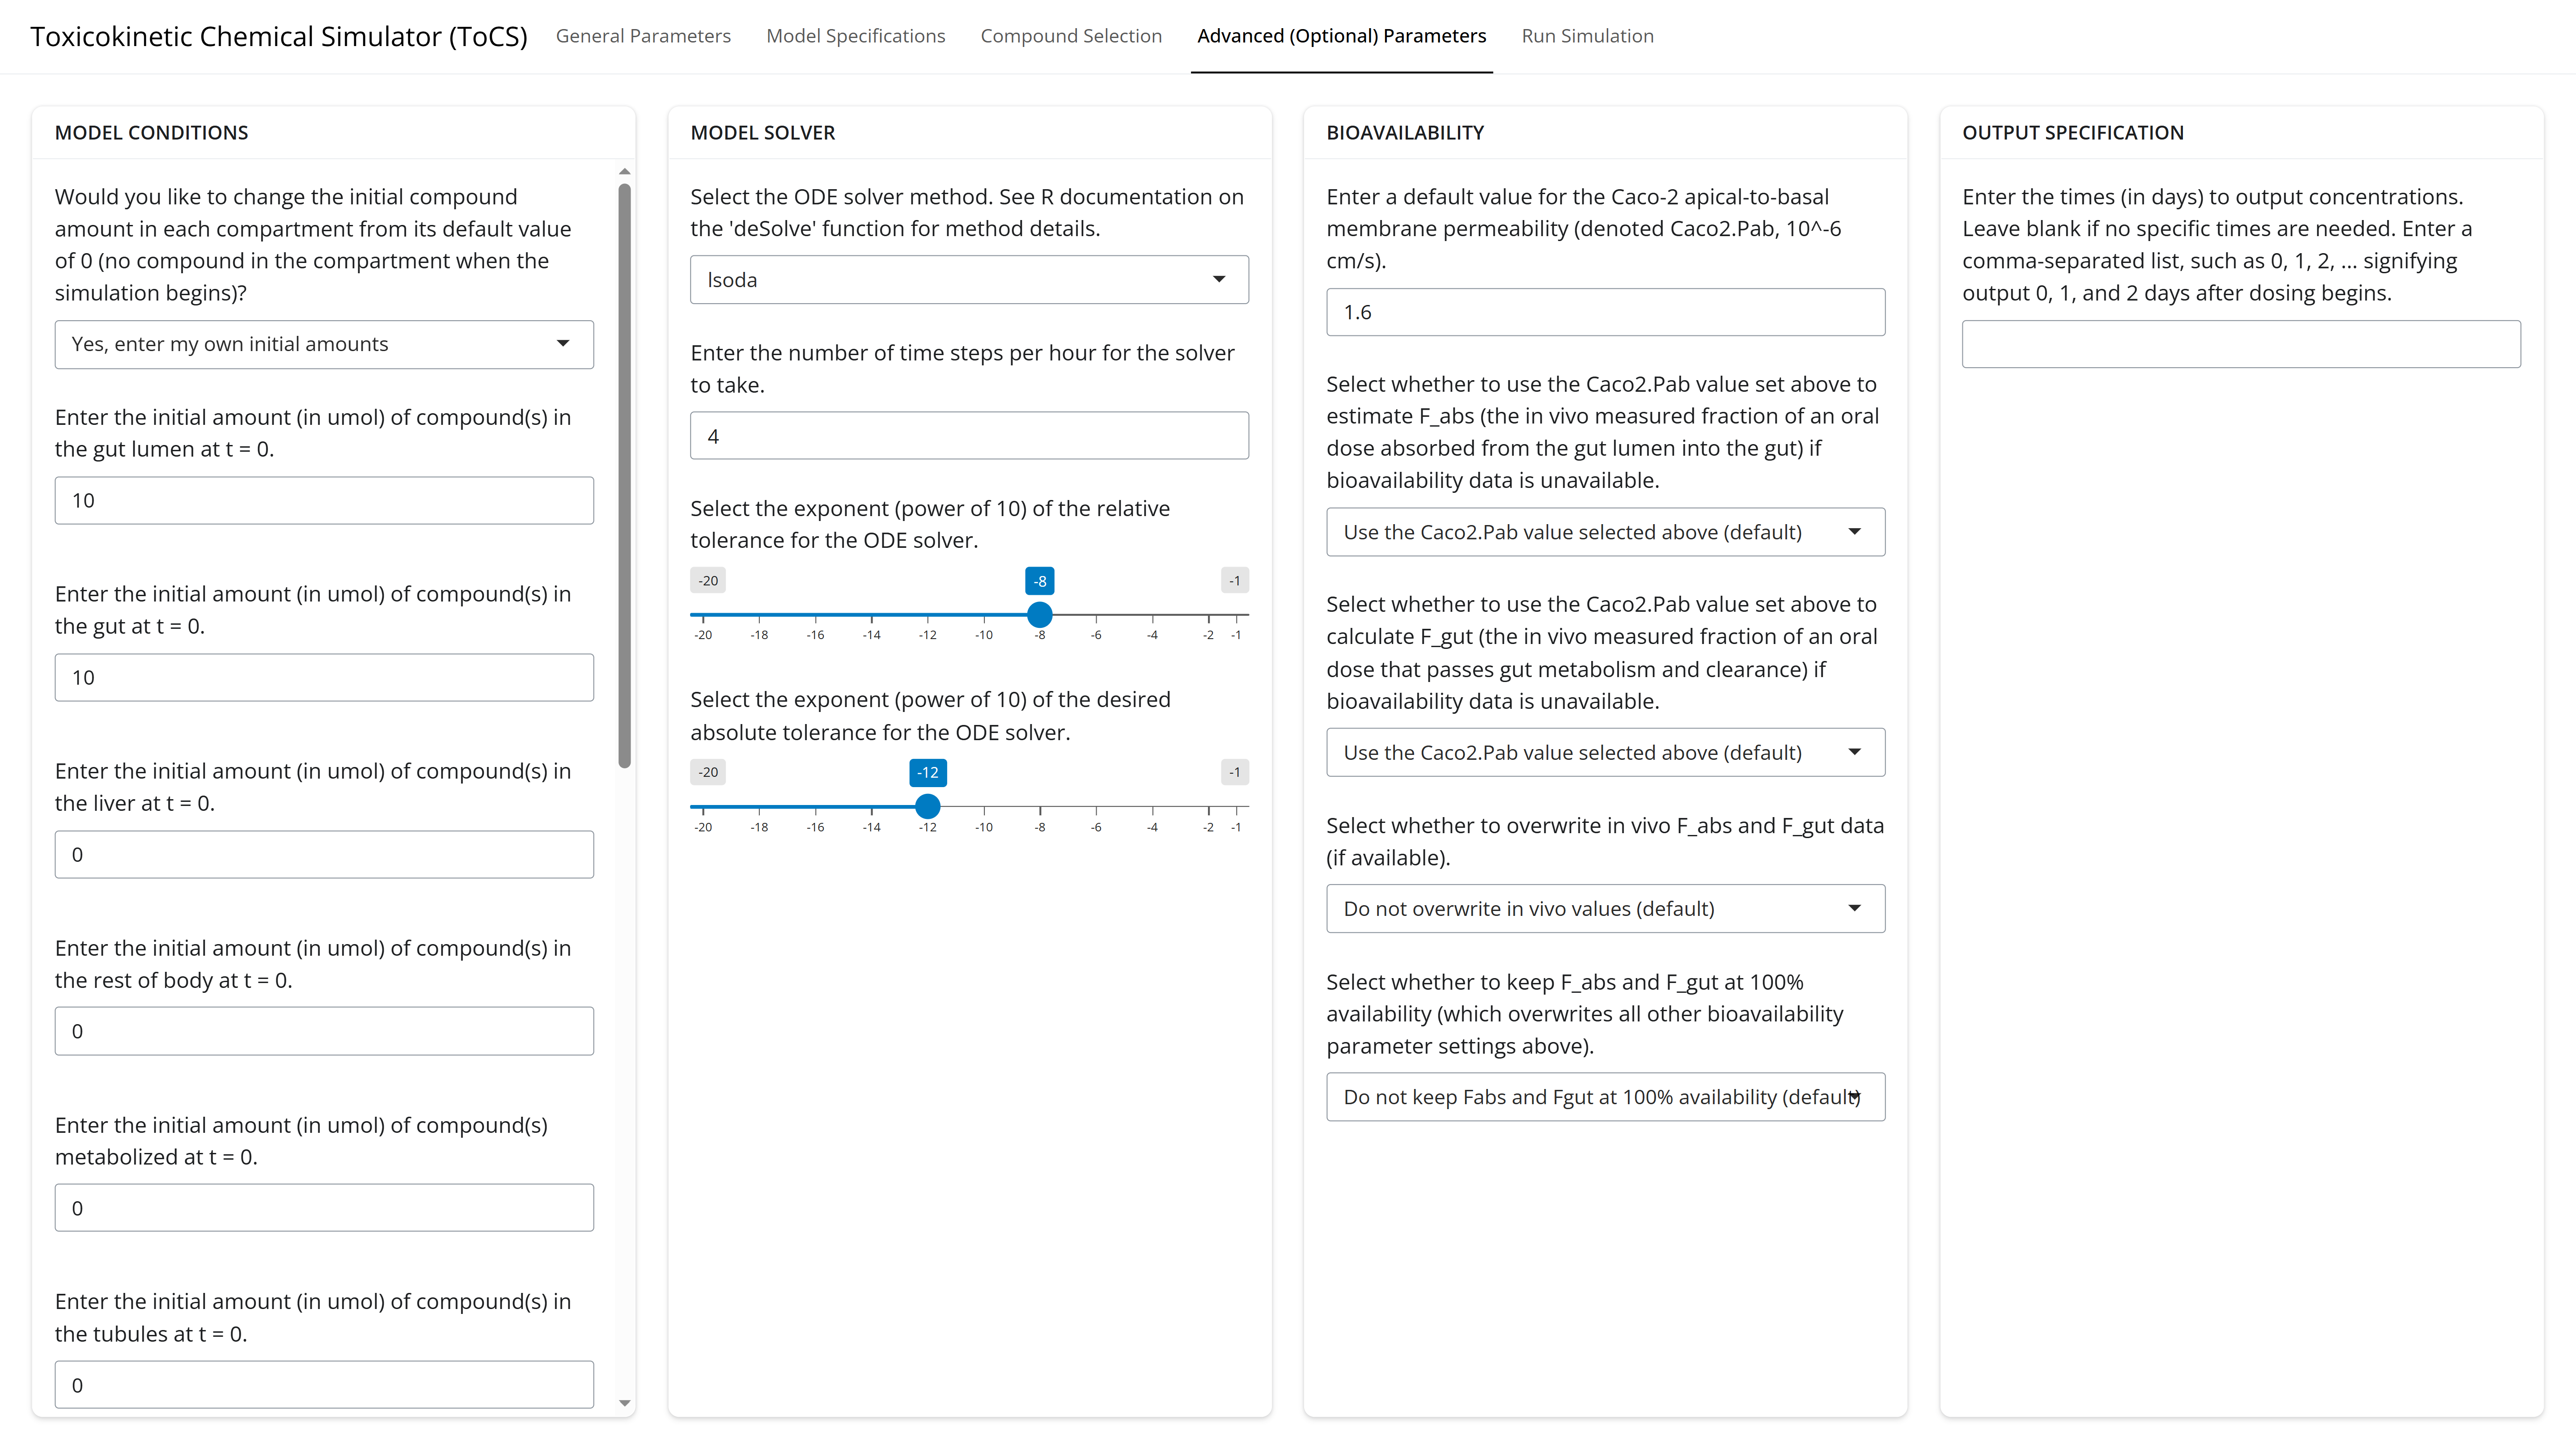 Toxicokinetic Chemical Simulator (ToCS)
General Parameters
Model Specifications
Compound Selection
Advanced (Optional) Parameters
Run Simulation
MODEL CONDITIONS
Would you like to change the initial compound
amount in each compartment from its default value
of 0 (no compound in the compartment when the
simulation begins)?
Yes, enter my own initial amounts
Enter the initial amount (in umol) of compound(s) in
the gut lumen at t = 0.
10
Enter the initial amount (in umol) of compound(s) in
the gut at t = 0.
10
Enter the initial amount (in umol) of compound(s) in
the liver at t = 0.
0
Enter the initial amount (in umol) of compound(s) in
the rest of body at t = 0.
0
Enter the initial amount (in umol) of compound(s)
metabolized at t = 0.
0
Enter the initial amount (in umol) of compound(s) in
the tubules at t = 0.
0
MODEL SOLVER
Select the ODE solver method. See R documentation on
the 'deSolve' function for method details.
lsoda
Enter the number of time steps per hour for the solver
to take.
4
Select the exponent (power of 10) of the relative
tolerance for the ODE solver.
-20 -8 -1
-20 -18 -16 -14 -12 -10 -8 -6 -4 -2 -1
Select the exponent (power of 10) of the desired
absolute tolerance for the ODE solver.
-20 -12 -1
-20 -18 -16 -14 -12 -10 -8 -6 -4 -2 -1
BIOAVAILABILITY
Enter a default value for the Caco-2 apical-to-basal
membrane permeability (denoted Caco2.Pab, 10^-6
cm/s).
1.6
Select whether to use the Caco2.Pab value set above to
estimate F_abs (the in vivo measured fraction of an oral
dose absorbed from the gut lumen into the gut) if
bioavailability data is unavailable.
Use the Caco2.Pab value selected above (default)
Select whether to use the Caco2.Pab value set above to
calculate F_gut (the in vivo measured fraction of an oral
dose that passes gut metabolism and clearance) if
bioavailability data is unavailable.
Use the Caco2.Pab value selected above (default)
Select whether to overwrite in vivo F_abs and F_gut data
(if available).
Do not overwrite in vivo values (default)
Select whether to keep F_abs and F_gut at 100%
availability (which overwrites all other bioavailability
parameter settings above).
Do not keep Fabs and Fgut at 100% availability (default)
OUTPUT SPECIFICATION
Enter the times (in days) to output concentrations.
Leave blank if no specific times are needed. Enter a
comma-separated list, such as 0, 1, 2, ... signifying
output 0, 1, and 2 days after dosing begins.